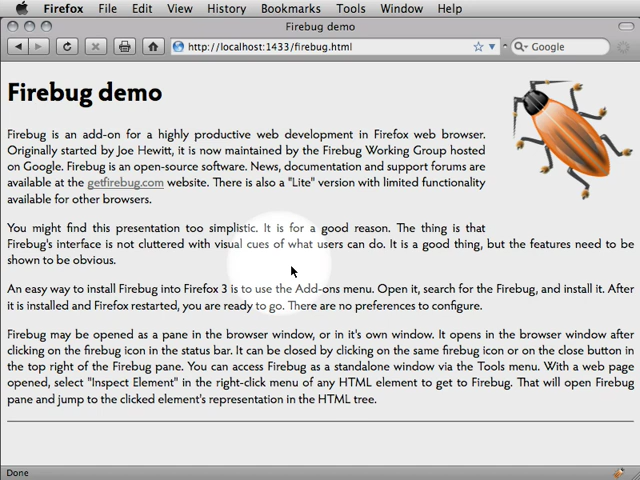 Firefox File Edit View History Bookmarks Tools Window Help
Firebug demo
http://localhost:1433/firebug.html
Google
Firebug demo
Firebug is an add-on for a highly productive web development in Firefox web browser.
Originally started by Joe Hewitt, it is now maintained by the Firebug Working Group hosted
on Google. Firebug is an open-source software. News, documentation and support forums are
available at the getfirebug.com website. There is also a "Lite" version with limited functionality
available for other browsers.
You might find this presentation too simplistic. It is for a good reason. The thing is that
Firebug's interface is not cluttered with visual cues of what users can do. It is a good thing, but the features need to be
shown to be obvious.
An easy way to install Firebug into Firefox 3 is to use the Add-ons menu. Open it, search for the Firebug, and install it. After
it is installed and Firefox restarted, you are ready to go. There are no preferences to configure.
Firebug may be opened as a pane in the browser window, or in it's own window. It opens in the browser window after
clicking on the firebug icon in the status bar. It can be closed by clicking on the same firebug icon or on the close button in
the top right of the Firebug pane. You can access Firebug as a standalone window via the Tools menu. With a web page
opened, select "Inspect Element" in the right-click menu of any HTML element to get to Firebug. That will open Firebug
pane and jump to the clicked element's representation in the HTML tree.
Done